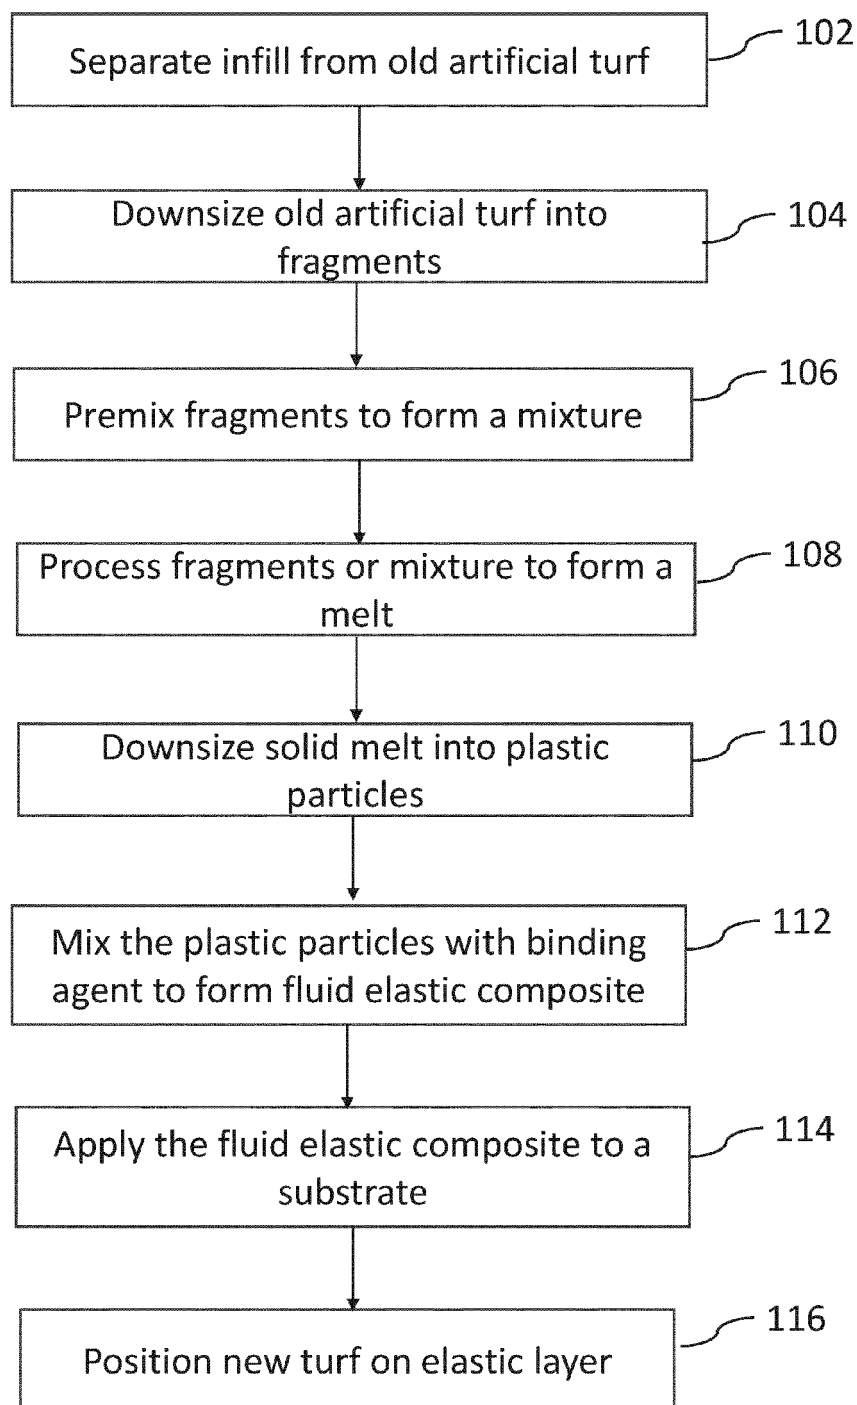 Separate infill from old artificial turf
102
Downsize old artificial turf into
fragments
104
Premix fragments to form a mixture
106
Process fragments or mixture to form a
melt
108
Downsize solid melt into plastic
particles
110
Mix the plastic particles with binding
agent to form fluid elastic composite
112
Apply the fluid elastic composite to a
substrate
114
Position new turf on elastic layer
116